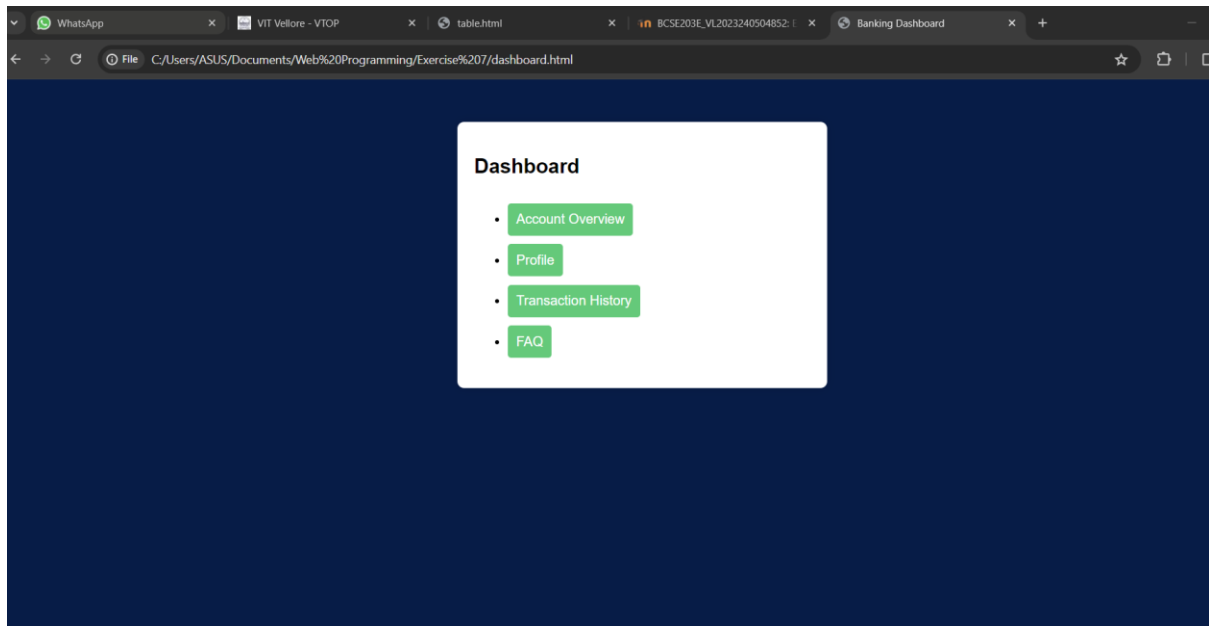 WhatsApp
VIT Vellore - VTOP
table.html
BCSE203E_VL2023240504852: E
Banking Dashboard
File C:/Users/ASUS/Documents/Web%20Programming/Exercise%207/dashboard.html
Dashboard
Account Overview
Profile
Transaction History
FAQ